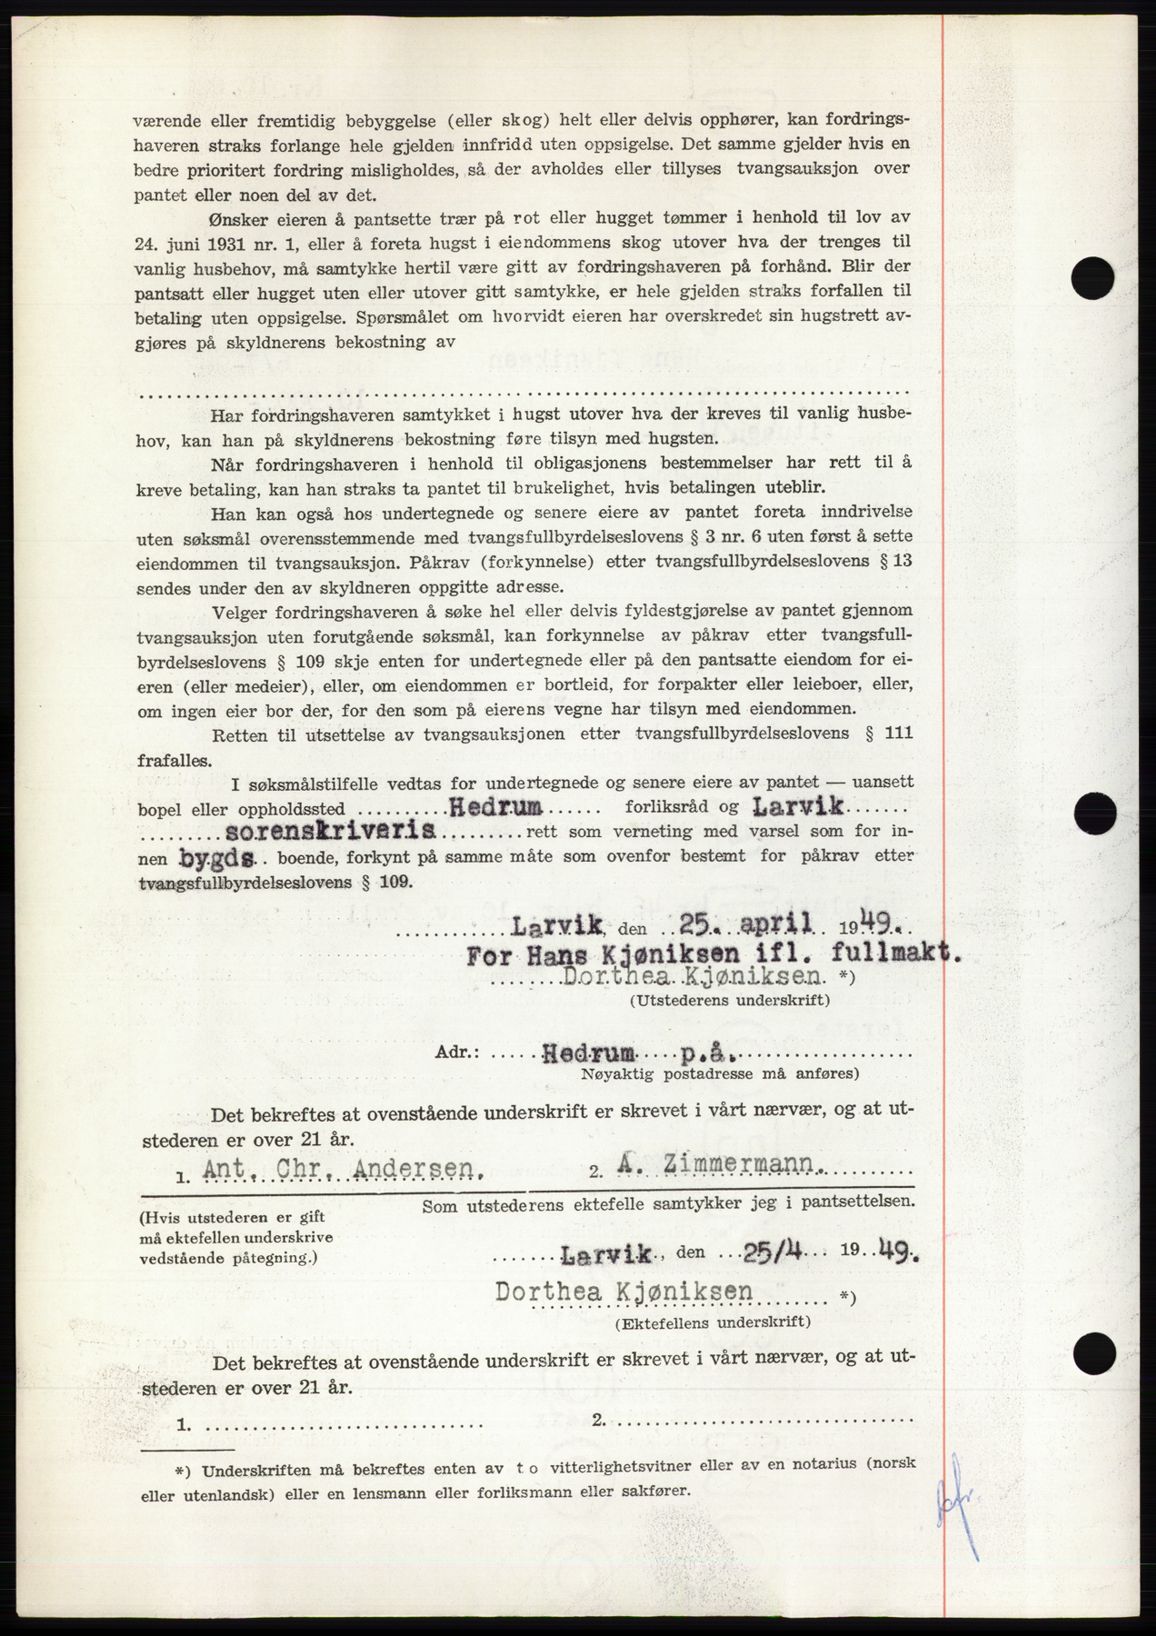 værende eller fremtidig bebyggelse (eller skog) helt eller delvis opphører, kan fordrings-
haveren straks forlange hele gjelden innfridd uten oppsigelse. Det samme gjelder hvis en
bedre prioritert fordring misligholdes, så der avholdes eller tillyses tvangsauksjon over
pantet eller noen del av det.
Ønsker eieren å pantsette trær på rot eller hugget tømmer i henhold til lov av
24. juni 1931 nr. 1, eller å foreta hugst i eiendommens skog utover hva der trenges til
vanlig husbehov, må samtykke hertil være gitt av fordringshaveren på forhånd. Blir der
pantsatt eller hugget uten eller utover gitt samtykke, er hele gjelden straks forfallen til
betaling uten oppsigelse. Spørsmålet om hvorvidt eieren har overskredet sin hugstrett av-
gjøres på skyldnerens bekostning av
Har fordringshaveren samtykket i hugst utover hva der kreves til vanlig husbe-
hov, kan han på skyldnerens bekostning føre tilsyn med hugsten.
Når fordringshaveren i henhold til obligasjonens bestemmelser har rett til å
kreve betaling, kan han straks ta pantet til brukelighet, hvis betalingen uteblir.
Han kan også hos undertegnede og senere eiere av pantet foreta inndrivelse
uten søksmål overensstemmende med tvangsfullbyrdelseslovens § 3 nr. 6 uten først å sette
eiendommen til tvangsauksjon. Påkrav (forkynnelse) etter tvangsfullbyrdelseslovens § 13
sendes under den av skyldneren oppgitte adresse.
Velger fordringshaveren å søke hel eller delvis fyldestgjørelse av pantet gjennom
tvangsauksjon uten forutgående søksmål, kan forkynnelse av påkrav etter tvangsfull-
byrdelseslovens § 109 skje enten for undertegnede eller på den pantsatte eiendom for ei-
eren (eller medeier), eller, om eiendommen er bortleid, for forpakter eller leieboer, eller,
om ingen eier bor der, for den som på eierens vegne har tilsyn med eiendommen.
Retten til utsettelse av tvangsauksjonen etter tvangsfullbyrdelseslovens § 111
frafalles.
I søksmålstilfelle vedtas for undertegnede og senere eiere av pantet — uansett
bopel eller oppholdssted ..........Hedrum...... forliksråd og Larvik.......
.........sorenskriveris.........rett som verneting med varsel som for in-
nen bygds.. boende, forkynt på samme måte som ovenfor bestemt for påkrav etter
tvangsfullbyrdelseslovens § 109.
............Larvik, den ..25. april.. 1949...
For Hans Kjøniksen ifl. fullmakt.
........Dorthea Kjøniksen. *)
(Utstederens underskrift)
Adr.: .....Hedrum.....p.å....................
Nøyaktig postadresse må anføres)
Det bekreftes at ovenstående underskrift er skrevet i vårt nærvær, og at ut-
stederen er over 21 år.
1. Ant. Chr. Andersen. 2. A. Zimmermann...........
Som utstederens ektefelle samtykker jeg i pantsettelsen.
(Hvis utstederen er gift
må ektefellen underskrive
vedstående påtegning.)
.......Larvik., den ...25/4... 19..49..
Dorthea Kjøniksen........ *)
(Ektefellens underskrift)
Det bekreftes at ovenstående underskrift er skrevet i vårt nærvær, og at ut-
stederen er over 21 år.
1. .............................. 2. ................................
*) Underskriften må bekreftes enten av to vitterlighetsvitner eller av en notarius (norsk
eller utenlandsk) eller en lensmann eller forliksmann eller sakfører.